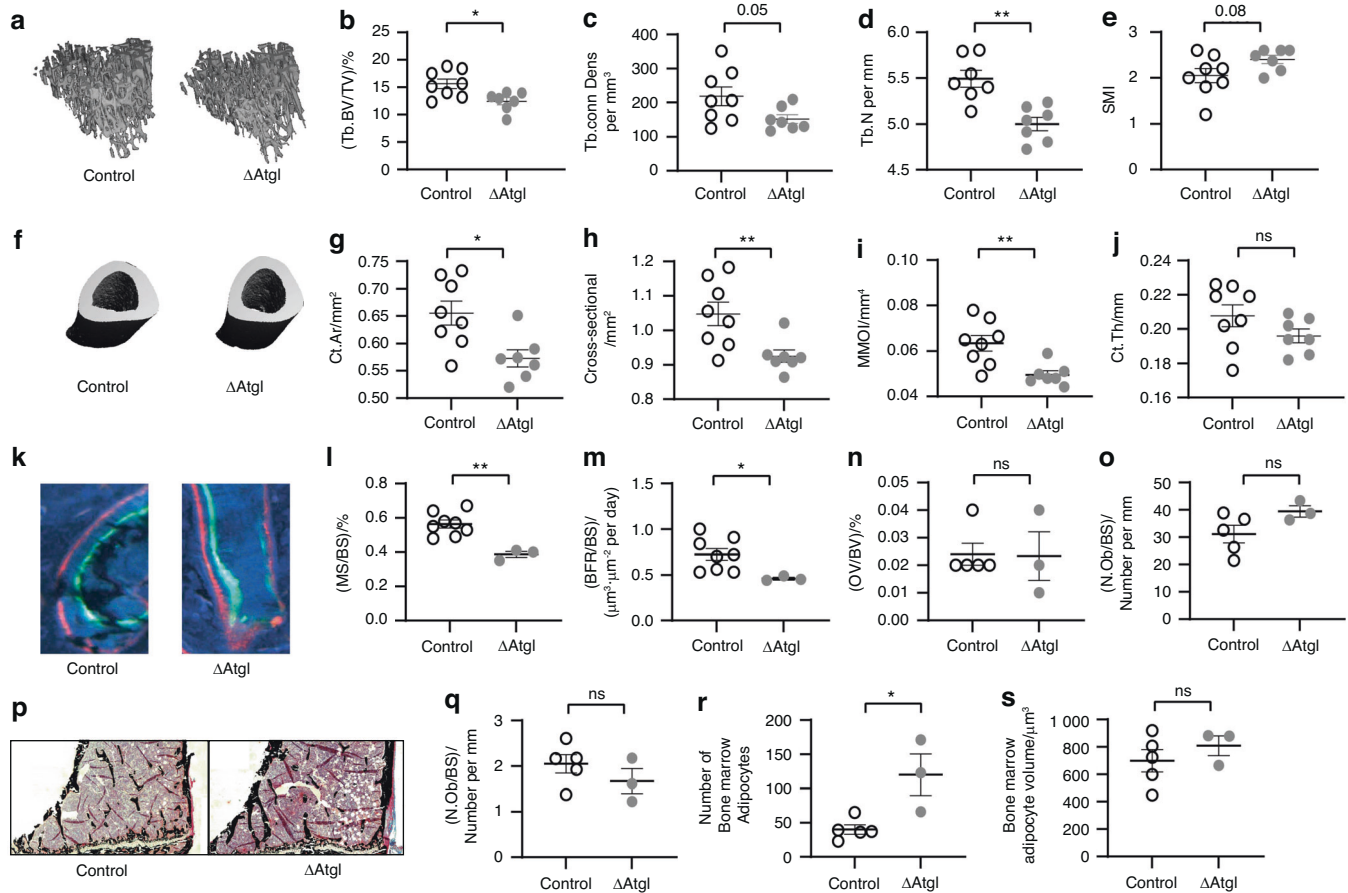 a
Control
ΔAtgl
b
(Tb.BV/TV)/%
25
20
15
10
5
0
*
Control
ΔAtgl
c
Tb.conn Dens
per mm³
400
300
200
100
0
0.05
Control
ΔAtgl
d
Tb.N per mm
6.0
5.5
5.0
4.5
**
Control
ΔAtgl
e
SMI
3
2
1
0
0.08
Control
ΔAtgl
f
Control
ΔAtgl
g
Ct.Ar/mm²
0.75
0.70
0.65
0.60
0.55
0.50
*
Control
ΔAtgl
h
Cross-sectional
/mm²
1.2
1.1
1.0
0.9
0.8
**
Control
ΔAtgl
i
MMOI/mm⁴
0.10
0.08
0.06
0.04
**
Control
ΔAtgl
j
Ct.Th/mm
0.24
0.22
0.20
0.18
0.16
ns
Control
ΔAtgl
k
Control
ΔAtgl
l
(MS/BS)/%
0.8
0.6
0.4
0.2
0.0
**
Control
ΔAtgl
m
(BFR/BS)/
(μm³·μm⁻² per day)
1.5
1.0
0.5
0.0
*
Control
ΔAtgl
n
(OV/BV)/%
0.05
0.04
0.03
0.02
0.01
0.00
ns
Control
ΔAtgl
o
(N.Ob/BS)/
Number per mm
50
40
30
20
10
0
ns
Control
ΔAtgl
p
Control
ΔAtgl
q
(N.Ob/BS)/
Number per mm
3
2
1
0
ns
Control
ΔAtgl
r
Number of
Bone marrow
Adipocytes
200
150
100
50
0
*
Control
ΔAtgl
s
Bone marrow
adipocyte volume/μm³
1 000
800
600
400
200
0
ns
Control
ΔAtgl